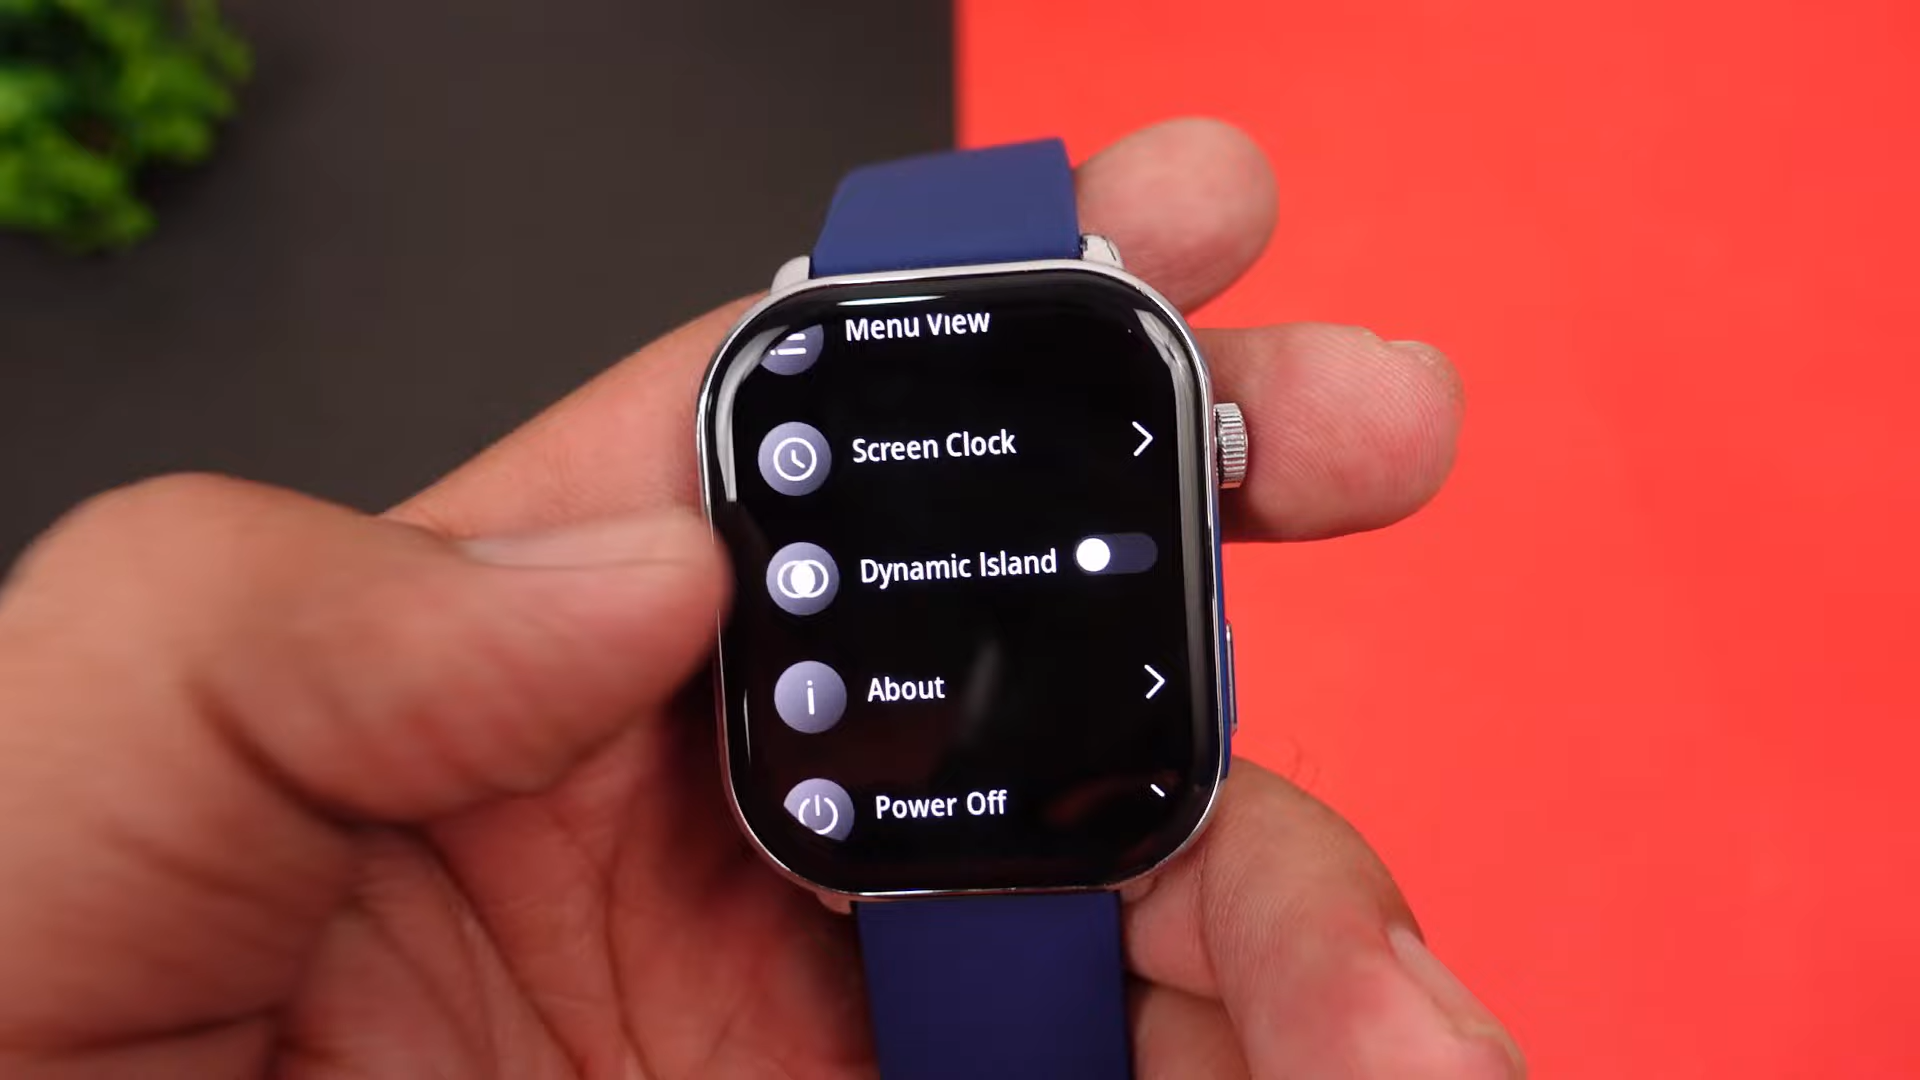 Menu View
Screen Clock
Dynamic Island
About
Power Off